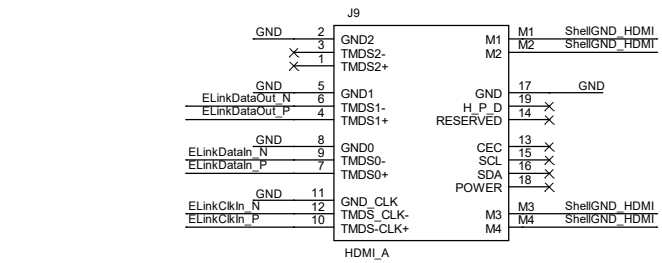 J9
GND 2 GND2 M1 M1 ShellGND_HDMI
3 TMDS2- M2 M2 ShellGND_HDMI
1 TMDS2+
GND 5 GND1 GND 17 GND
ELinkDataOut_N 6 TMDS1- H_P_D 19
ELinkDataOut_P 4 TMDS1+ RESERVED 14
GND 8 GND0 CEC 13
ELinkDataIn_N 9 TMDS0- SCL 15
ELinkDataIn_P 7 TMDS0+ SDA 16
POWER 18
GND 11 GND_CLK
ELinkClkIn_N 12 TMDS_CLK- M3 M3 ShellGND_HDMI
ELinkClkIn_P 10 TMDS-CLK+ M4 M4 ShellGND_HDMI
HDMI_A